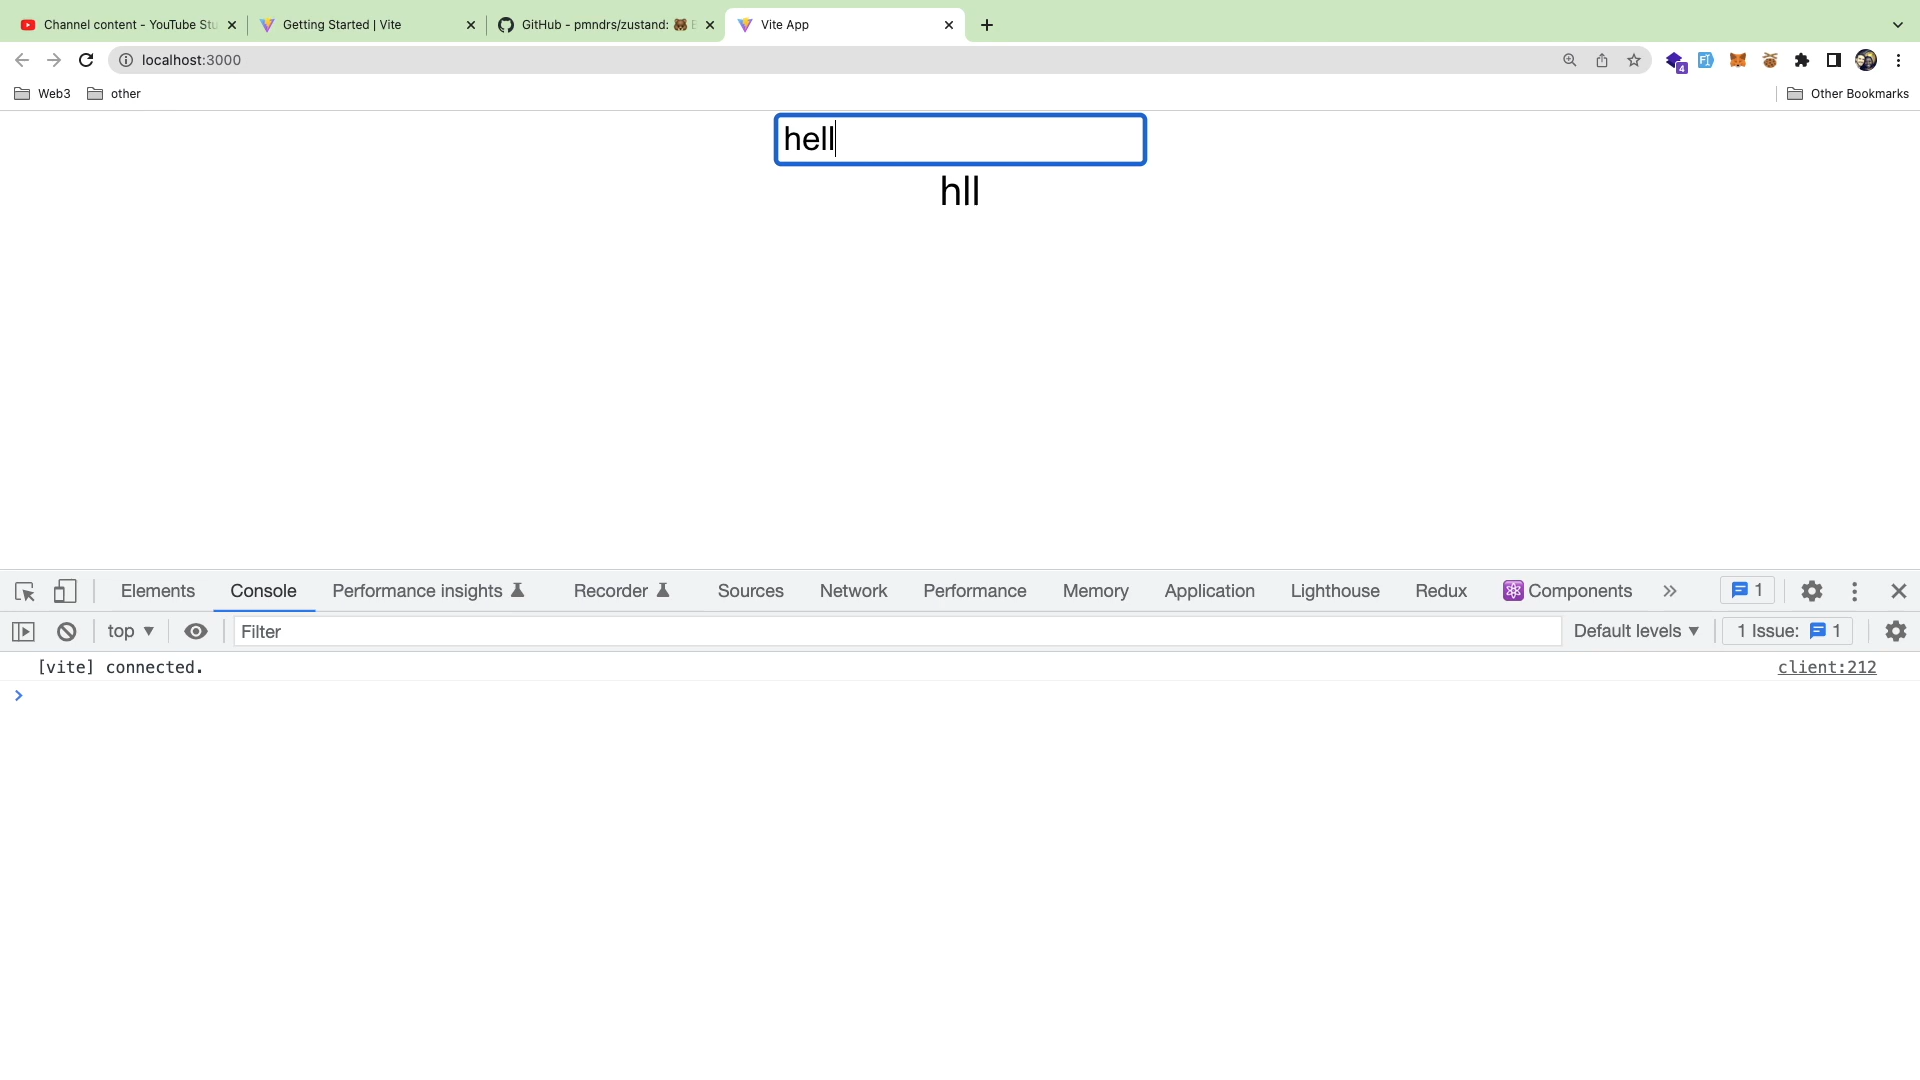 Channel content - YouTube Stu
Getting Started | Vite
GitHub - pmndrs/zustand: 🐻 B
Vite App
localhost:3000
4
Web3
other
Other Bookmarks
hell
hll
Elements Console Performance insights Recorder Sources Network Performance Memory Application Lighthouse Redux ⚛️ Components 1
top Filter Default levels 1 Issue: 1
[vite] connected. client:212